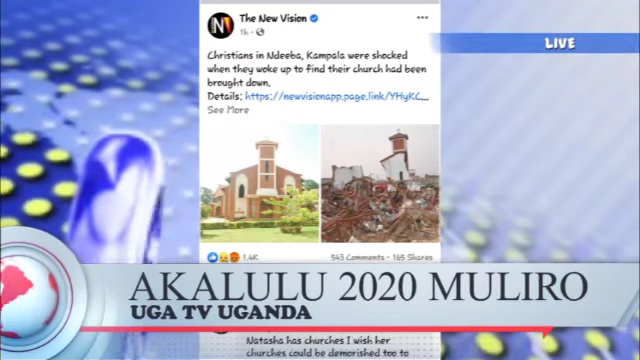 The New Vision
1h
LIVE
Christians in Ndeeba, Kampala were shocked
when they woke up to find their church had been
brought down.
Details: https://newvisionapp.page.link/YHyKC...
See More
1,4K
543 Comments · 165 Shares
AKALULU 2020 MULIRO
UGA TV UGANDA
Natasha has churches I wish her
churches could be demorished too to